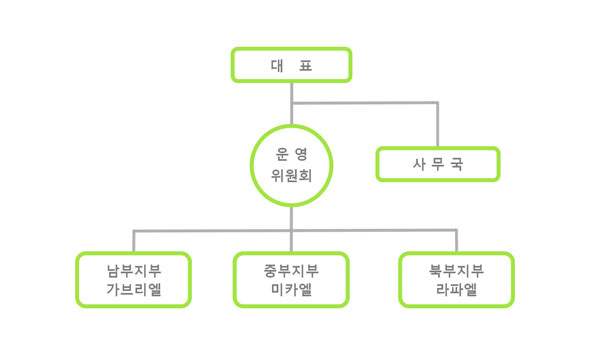 대 표
운 영
위원회
사 무 국
남부지부
가브리엘
중부지부
미카엘
북부지부
라파엘